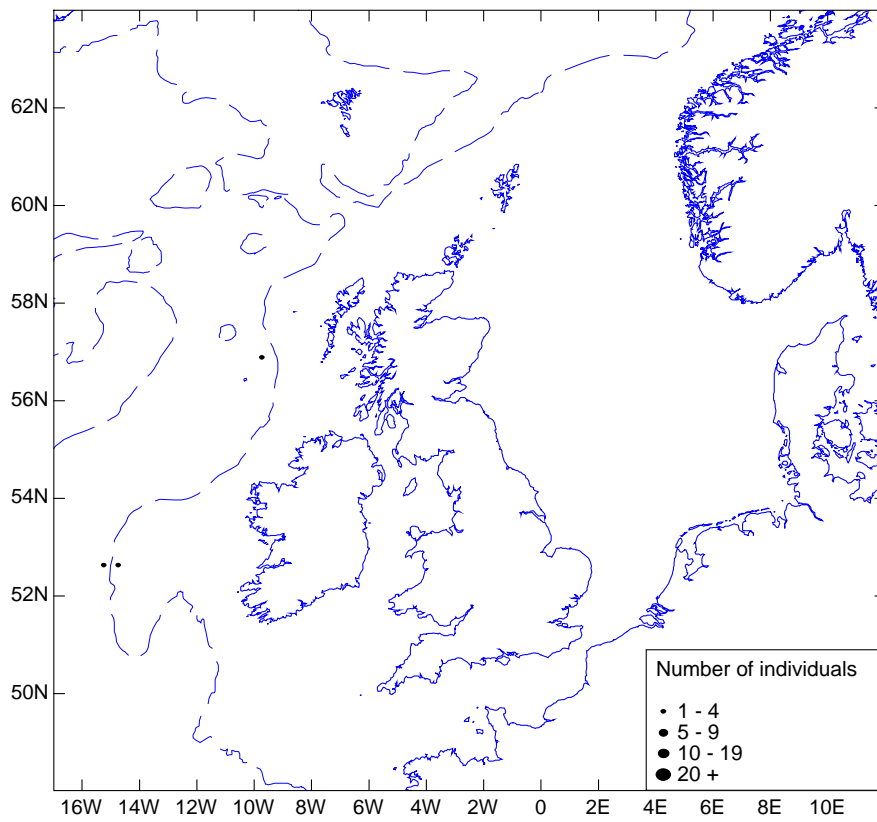 62N
60N
58N
56N
54N
52N
50N
Number of individuals
1 - 4
5 - 9
10 - 19
20 +
16W 14W 12W 10W 8W 6W 4W 2W 0 2E 4E 6E 8E 10E